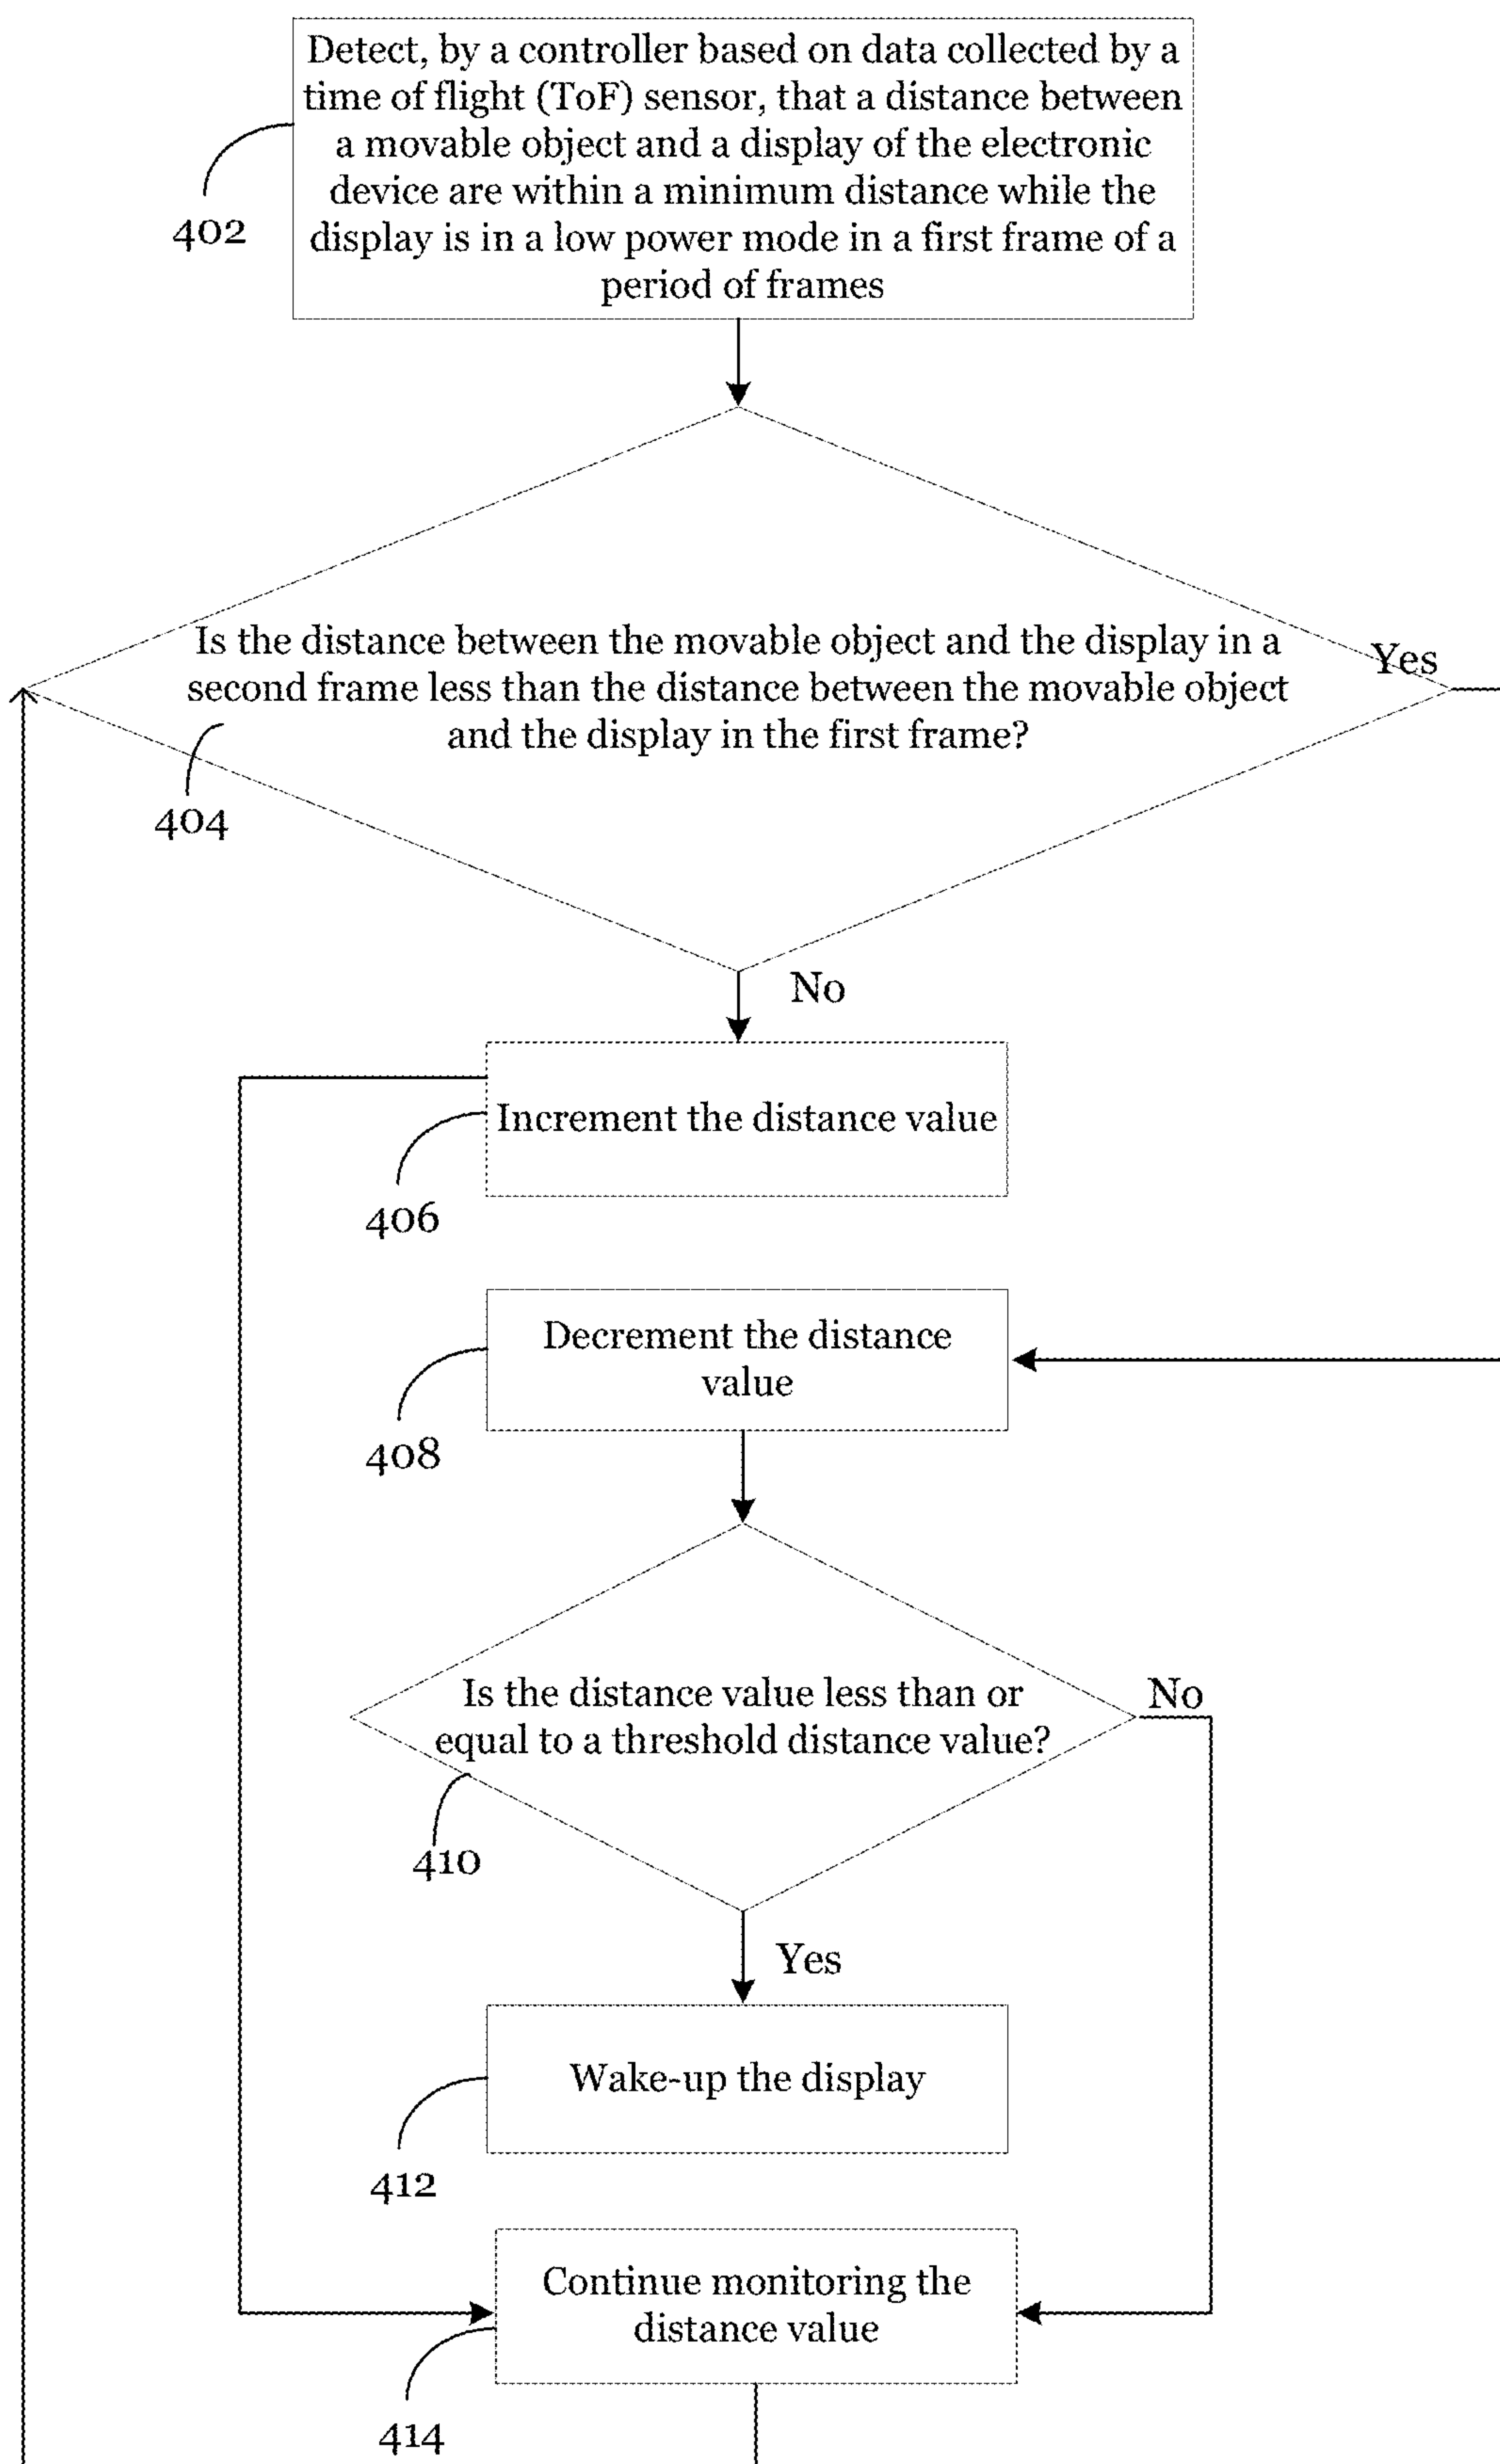 Detect, by a controller based on data collected by a
time of flight (ToF) sensor, that a distance between
a movable object and a display of the electronic
device are within a minimum distance while the
display is in a low power mode in a first frame of a
period of frames
402
Is the distance between the movable object and the display in a
second frame less than the distance between the movable object
and the display in the first frame?
Yes
404
No
Increment the distance value
406
Decrement the distance
value
408
Is the distance value less than or
equal to a threshold distance value?
No
410
Yes
Wake-up the display
412
Continue monitoring the
distance value
414